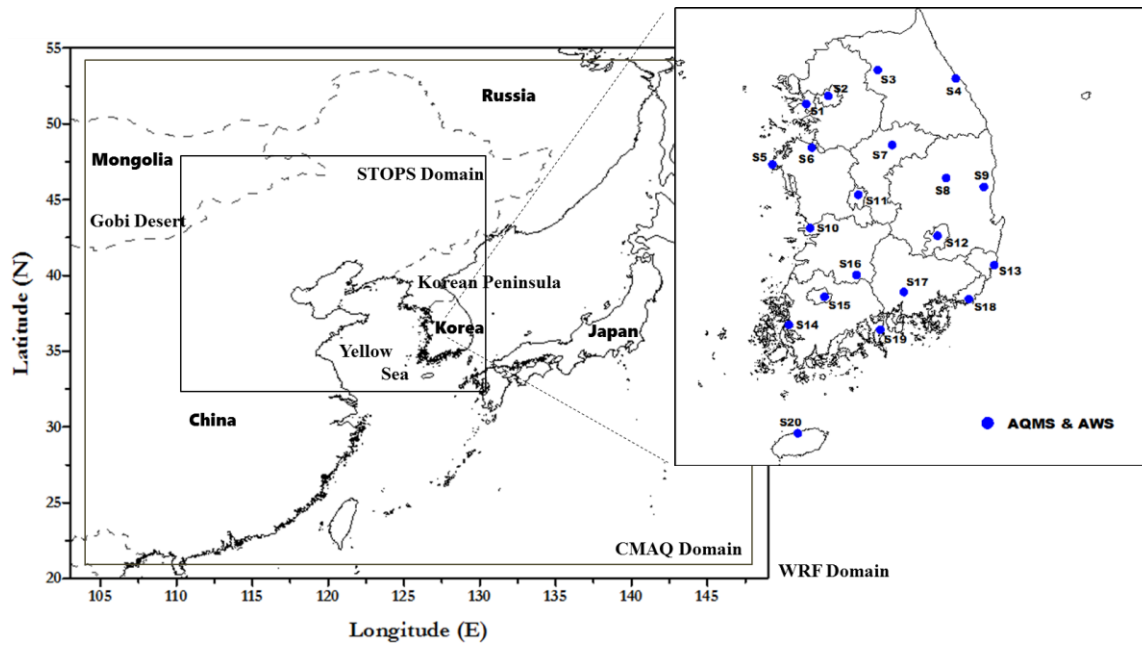 55
50
45
40
35
30
25
20
105
110
115
120
125
130
135
140
145
Latitude (N)
Longitude (E)
Russia
Mongolia
STOPS Domain
Gobi Desert
Korean Peninsula
Korea
Japan
Yellow
Sea
China
CMAQ Domain
WRF Domain
S1
S2
S3
S4
S5
S6
S7
S8
S9
S10
S11
S12
S13
S14
S15
S16
S17
S18
S19
S20
AQMS & AWS